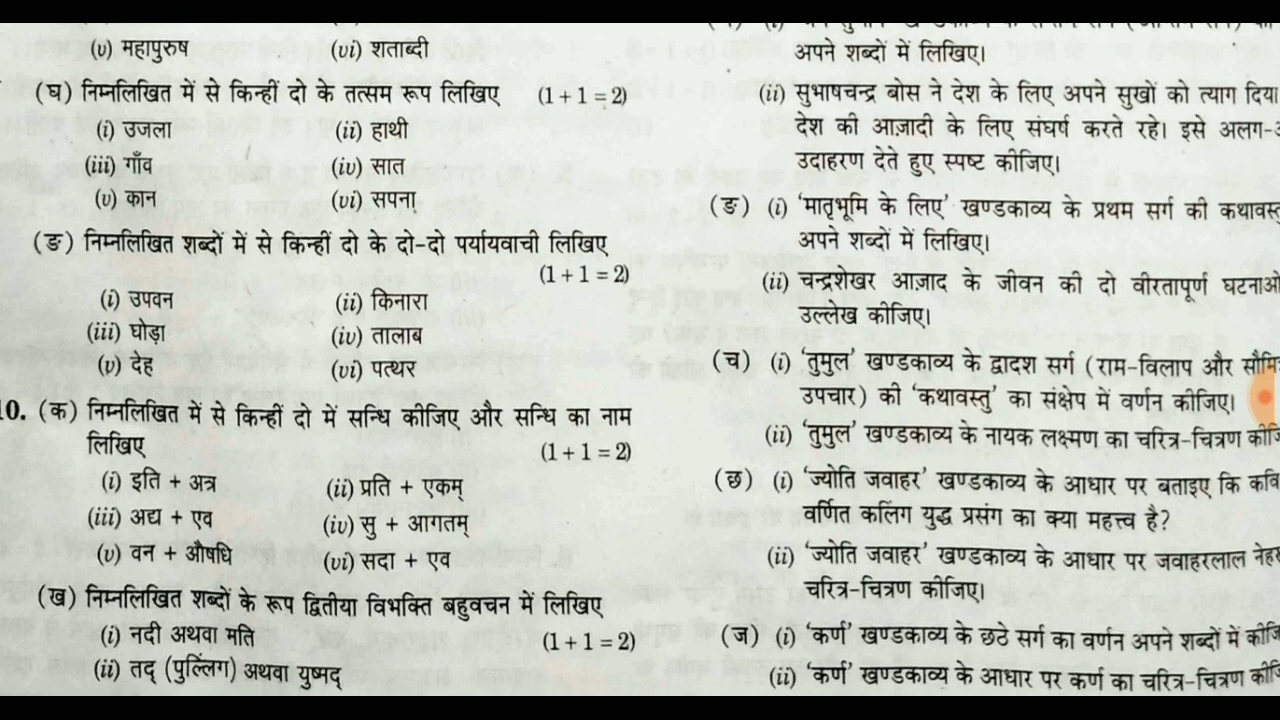 (v) महापुरुष (vi) शताब्दी
(घ) निम्नलिखित में से किन्हीं दो के तत्सम रूप लिखिए (1 + 1 = 2)
(i) उजला (ii) हाथी
(iii) गाँव (iv) सात
(v) कान (vi) सपना
(ङ) निम्नलिखित शब्दों में से किन्हीं दो के दो-दो पर्यायवाची लिखिए
(1 + 1 = 2)
(i) उपवन (ii) किनारा
(iii) घोड़ा (iv) तालाब
(v) देह (vi) पत्थर
10. (क) निम्नलिखित में से किन्हीं दो में सन्धि कीजिए और सन्धि का नाम
लिखिए (1 + 1 = 2)
(i) इति + अत्र (ii) प्रति + एकम्
(iii) अद्य + एव (iv) सु + आगतम्
(v) वन + औषधि (vi) सदा + एव
(ख) निम्नलिखित शब्दों के रूप द्वितीया विभक्ति बहुवचन में लिखिए
(i) नदी अथवा मति (1 + 1 = 2)
(ii) तद् (पुल्लिंग) अथवा युष्मद्
अपने शब्दों में लिखिए।
(ii) सुभाषचन्द्र बोस ने देश के लिए अपने सुखों को त्याग दिया
देश की आज़ादी के लिए संघर्ष करते रहे। इसे अलग-
उदाहरण देते हुए स्पष्ट कीजिए।
(ङ) (i) ‘मातृभूमि के लिए’ खण्डकाव्य के प्रथम सर्ग की
अपने शब्दों में लिखिए।
(ii) चन्द्रशेखर आज़ाद के जीवन की दो वीरतापूर्ण
उल्लेख कीजिए।
(च) (i) ‘तुमुल’ खण्डकाव्य के द्वादश सर्ग (राम-विलाप और
उपचार) की ‘कथावस्तु’ का संक्षेप में वर्णन कीजिए।
(ii) ‘तुमुल’ खण्डकाव्य के नायक लक्ष्मण का चरित्र-चित्रण
(छ) (i) ‘ज्योति जवाहर’ खण्डकाव्य के आधार पर बताइए कि
वर्णित कलिंग युद्ध प्रसंग का क्या महत्त्व है?
(ii) ‘ज्योति जवाहर’ खण्डकाव्य के आधार पर जवाहरलाल
चरित्र-चित्रण कीजिए।
(ज) (i) ‘कर्ण’ खण्डकाव्य के छठे सर्ग का वर्णन अपने शब्दों में
(ii) ‘कर्ण’ खण्डकाव्य के आधार पर कर्ण का चरित्र-चित्रण